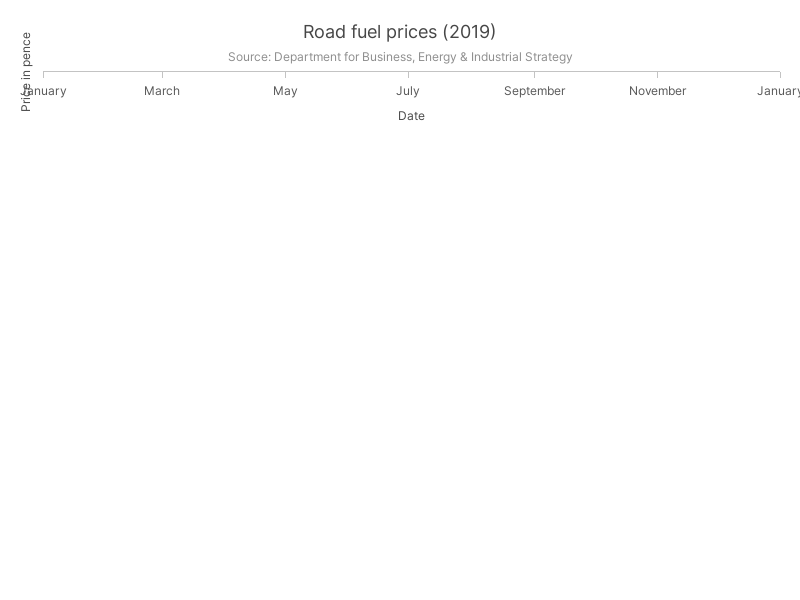 Road fuel prices (2019)
Source: Department for Business, Energy & Industrial Strategy
Price in pence
January March May July September November January
Date